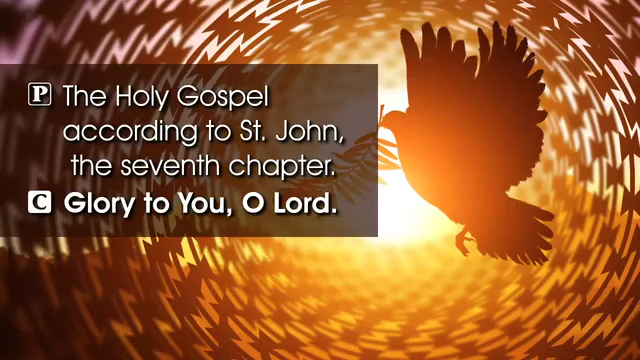 P The Holy Gospel
according to St. John,
the seventh chapter.
C Glory to You, O Lord.